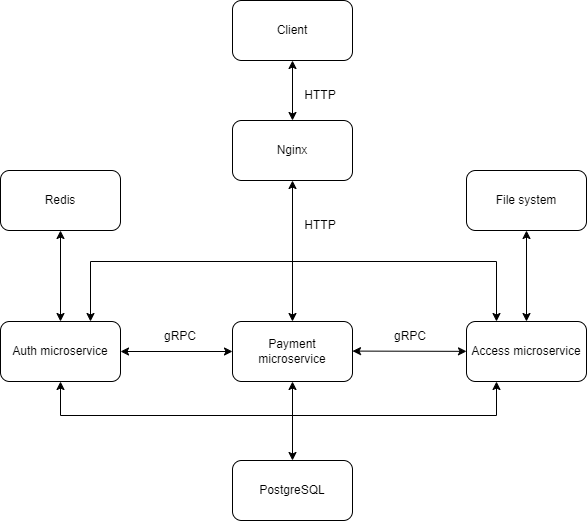 Client
HTTP
Nginx
Redis
File system
HTTP
Auth microservice
gRPC
Payment
microservice
gRPC
Access microservice
PostgreSQL